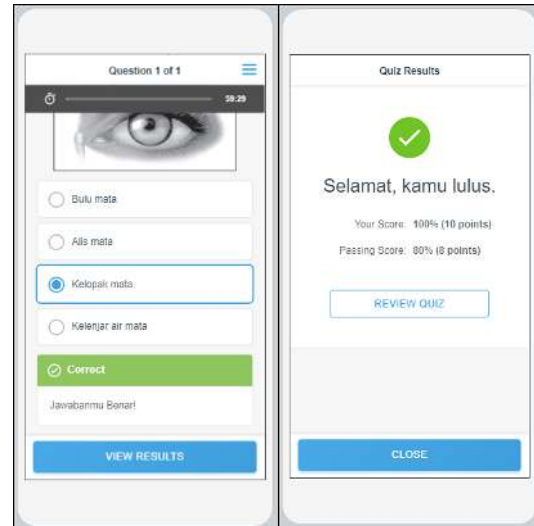 Question 1 of 1
59:29
Bulu mata
Alis mata
Kelopak mata
Kelenjar air mata
Correct
Jawabanmu Benar!
VIEW RESULTS
Quiz Results
Selamat, kamu lulus.
Your Score: 100% (10 points)
Passing Score: 80% (8 points)
REVIEW QUIZ
CLOSE